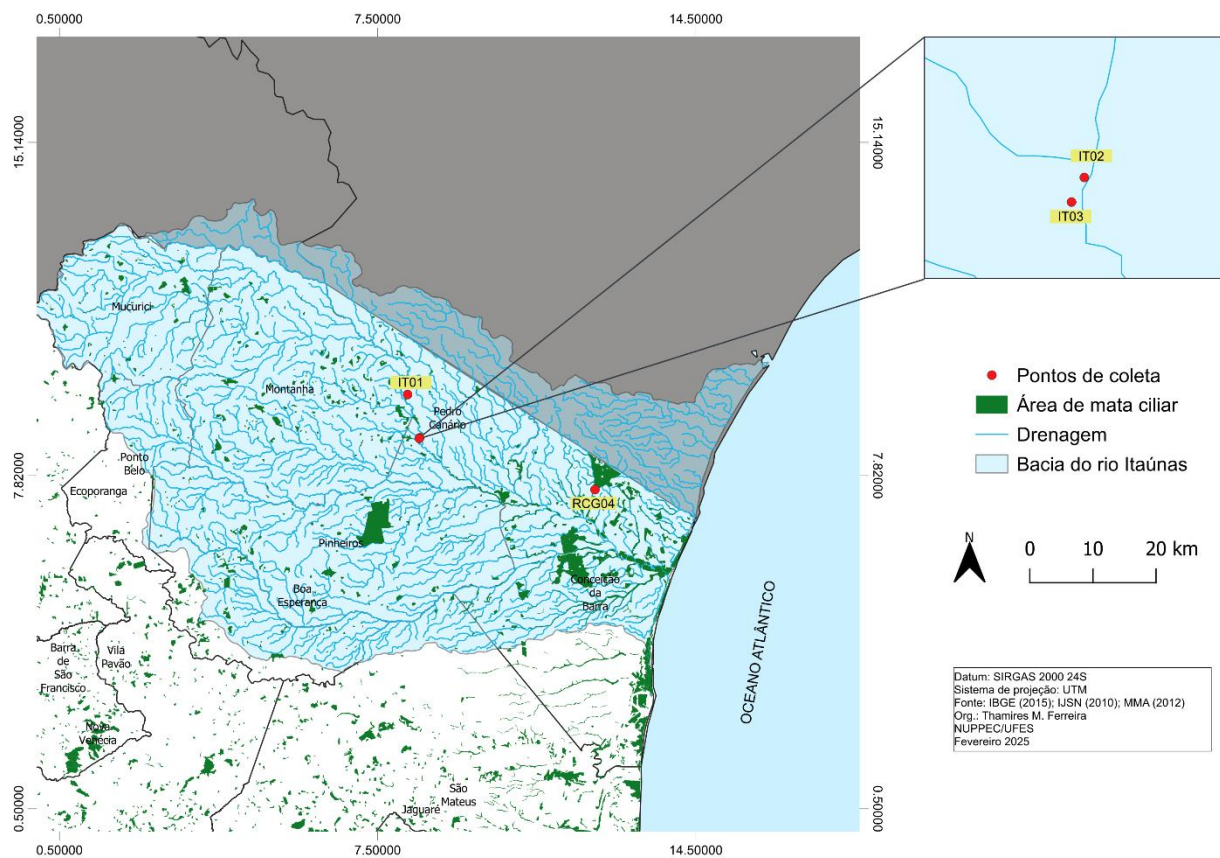 0.50000
7.50000
14.50000
15.14000
15.14000
IT02
IT03
Mucurici
IT01
Montanha
Pedro
Canário
Ponto
Belo
7.82000
7.82000
Ecoporanga
RCG04
Pinheiros
Boa
Esperança
Conceição
da
Barra
Barra
de
São
Francisco
Vila
Pavão
Nova
Venécia
São
Mateus
Jaguaré
OCEANO ATLÂNTICO
0.50000
0.50000
0.50000
7.50000
14.50000
Pontos de coleta
Área de mata ciliar
Drenagem
Bacia do rio Itaúnas
N
0 10 20 km
Datum: SIRGAS 2000 24S
Sistema de projeção: UTM
Fonte: IBGE (2015); IJSN (2010); MMA (2012)
Org.: Thamires M. Ferreira
NUPPEC/UFES
Fevereiro 2025